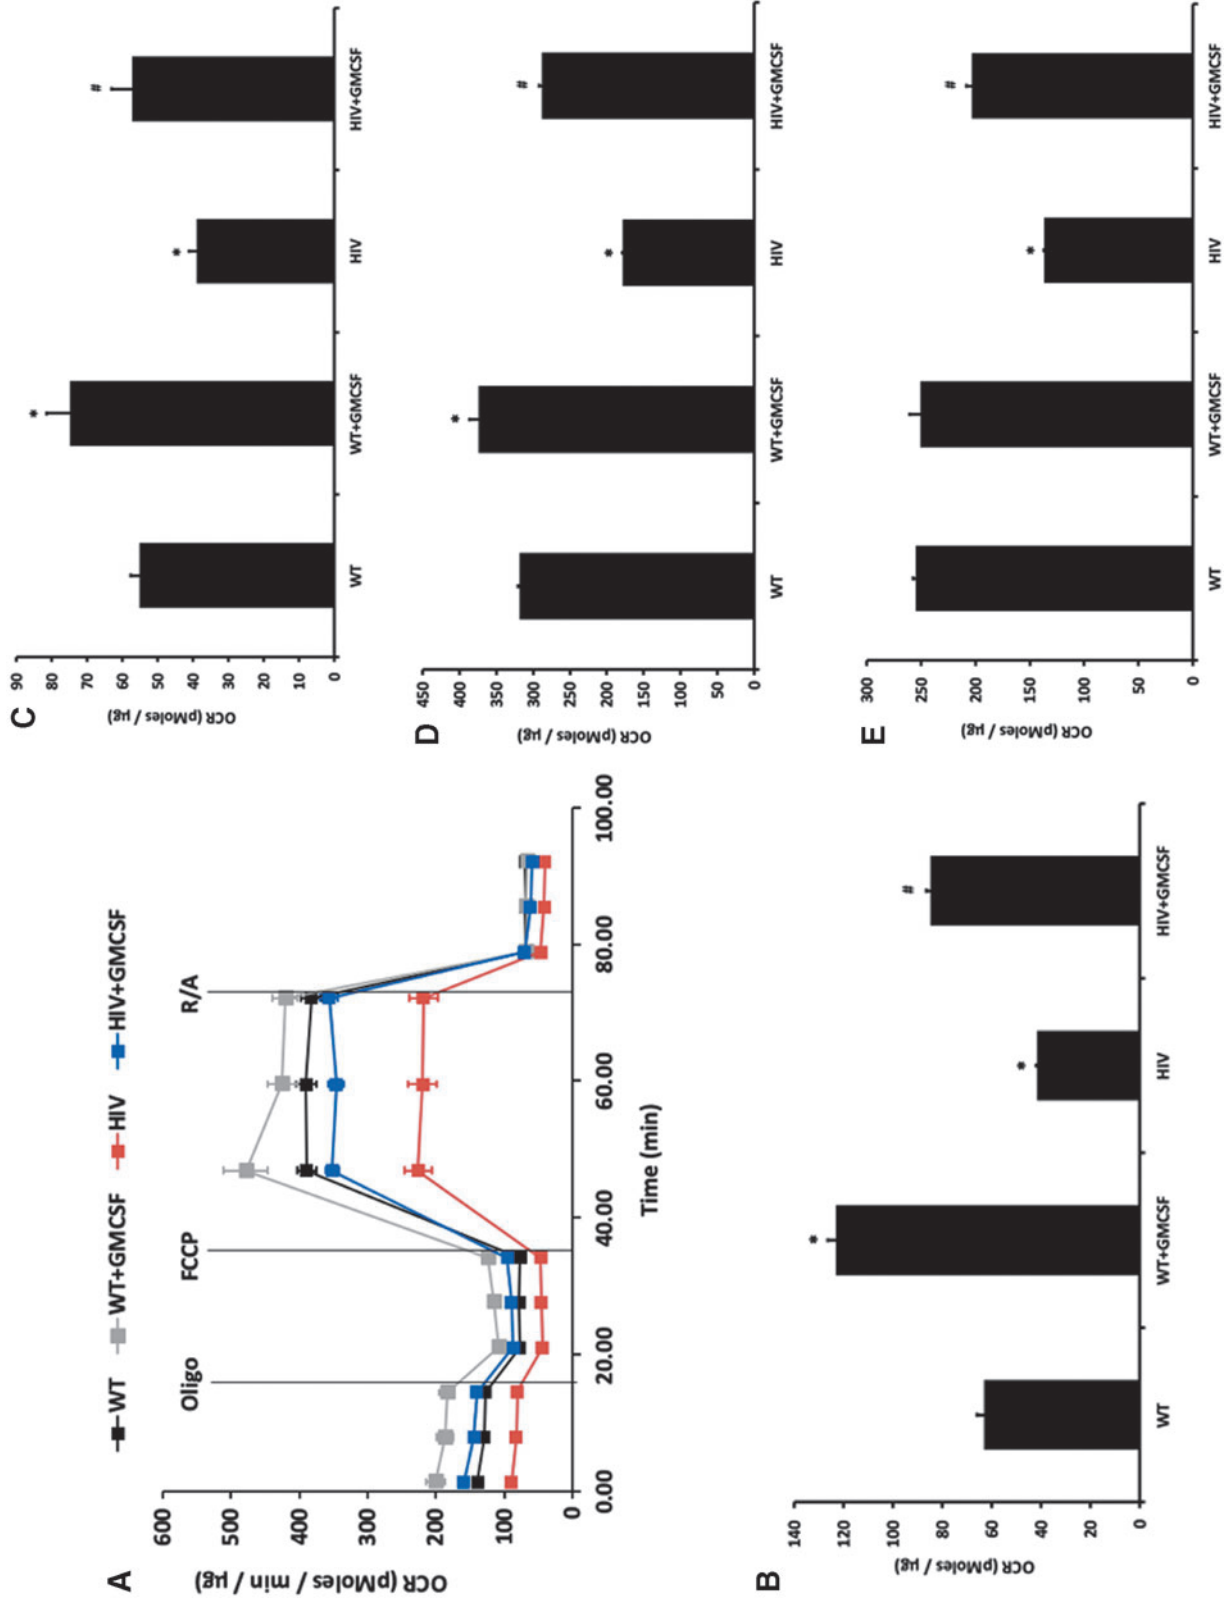 A
WT WT+GMCSF HIV HIV+GMCSF
Oligo FCCP R/A
600
500
400
300
200
100
0
OCR (pMoles / min / µg)
0.00 20.00 40.00 60.00 80.00 100.00
Time (min)
B
140
120
100
80
60
40
20
0
OCR (pMoles / µg)
* * #
WT WT+GMCSF HIV HIV+GMCSF
C
90
80
70
60
50
40
30
20
10
0
OCR (pMoles / µg)
* * #
WT WT+GMCSF HIV HIV+GMCSF
D
450
400
350
300
250
200
150
100
50
0
OCR (pMoles / µg)
* * #
WT WT+GMCSF HIV HIV+GMCSF
E
300
250
200
150
100
50
0
OCR (pMoles / µg)
* #
WT WT+GMCSF HIV HIV+GMCSF